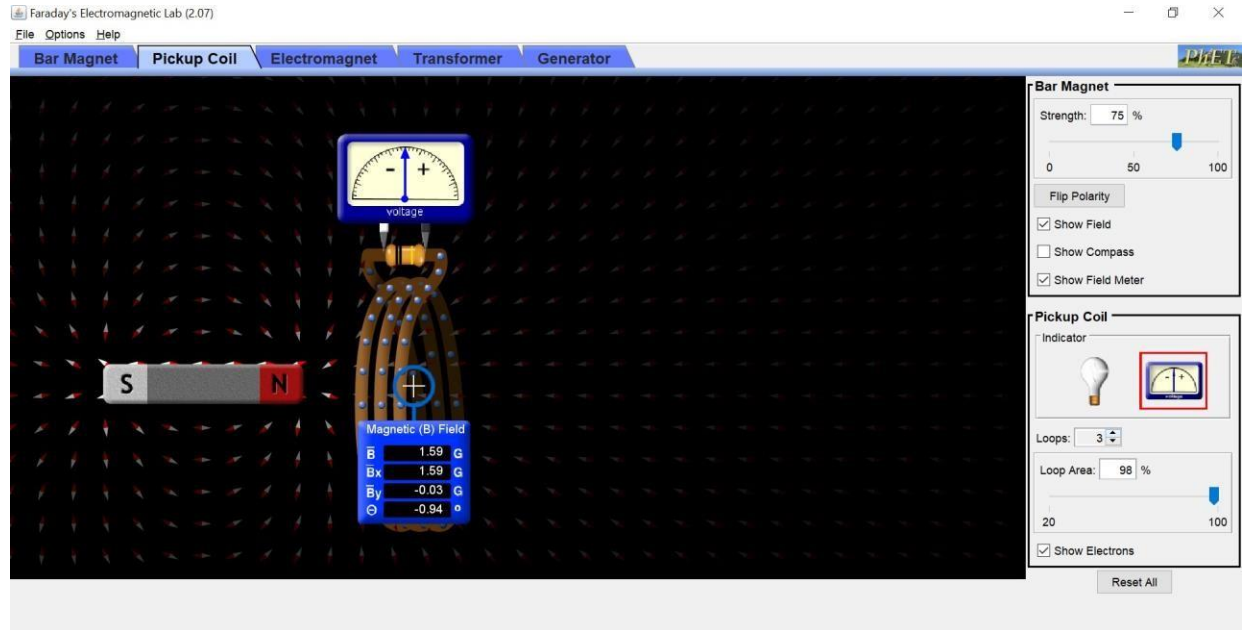 Faraday's Electromagnetic Lab (2.07)
File Options Help
Bar Magnet Pickup Coil Electromagnet Transformer Generator
PhET
Bar Magnet
Strength: 75 %
0 50 100
Flip Polarity
Show Field
Show Compass
Show Field Meter
Pickup Coil
Indicator
- +
voltage
Loops: 3
Loop Area: 98 %
20 100
Show Electrons
Reset All
- +
voltage
S N
Magnetic (B) Field
B 1.59 G
Bx 1.59 G
By -0.03 G
Θ -0.94 º